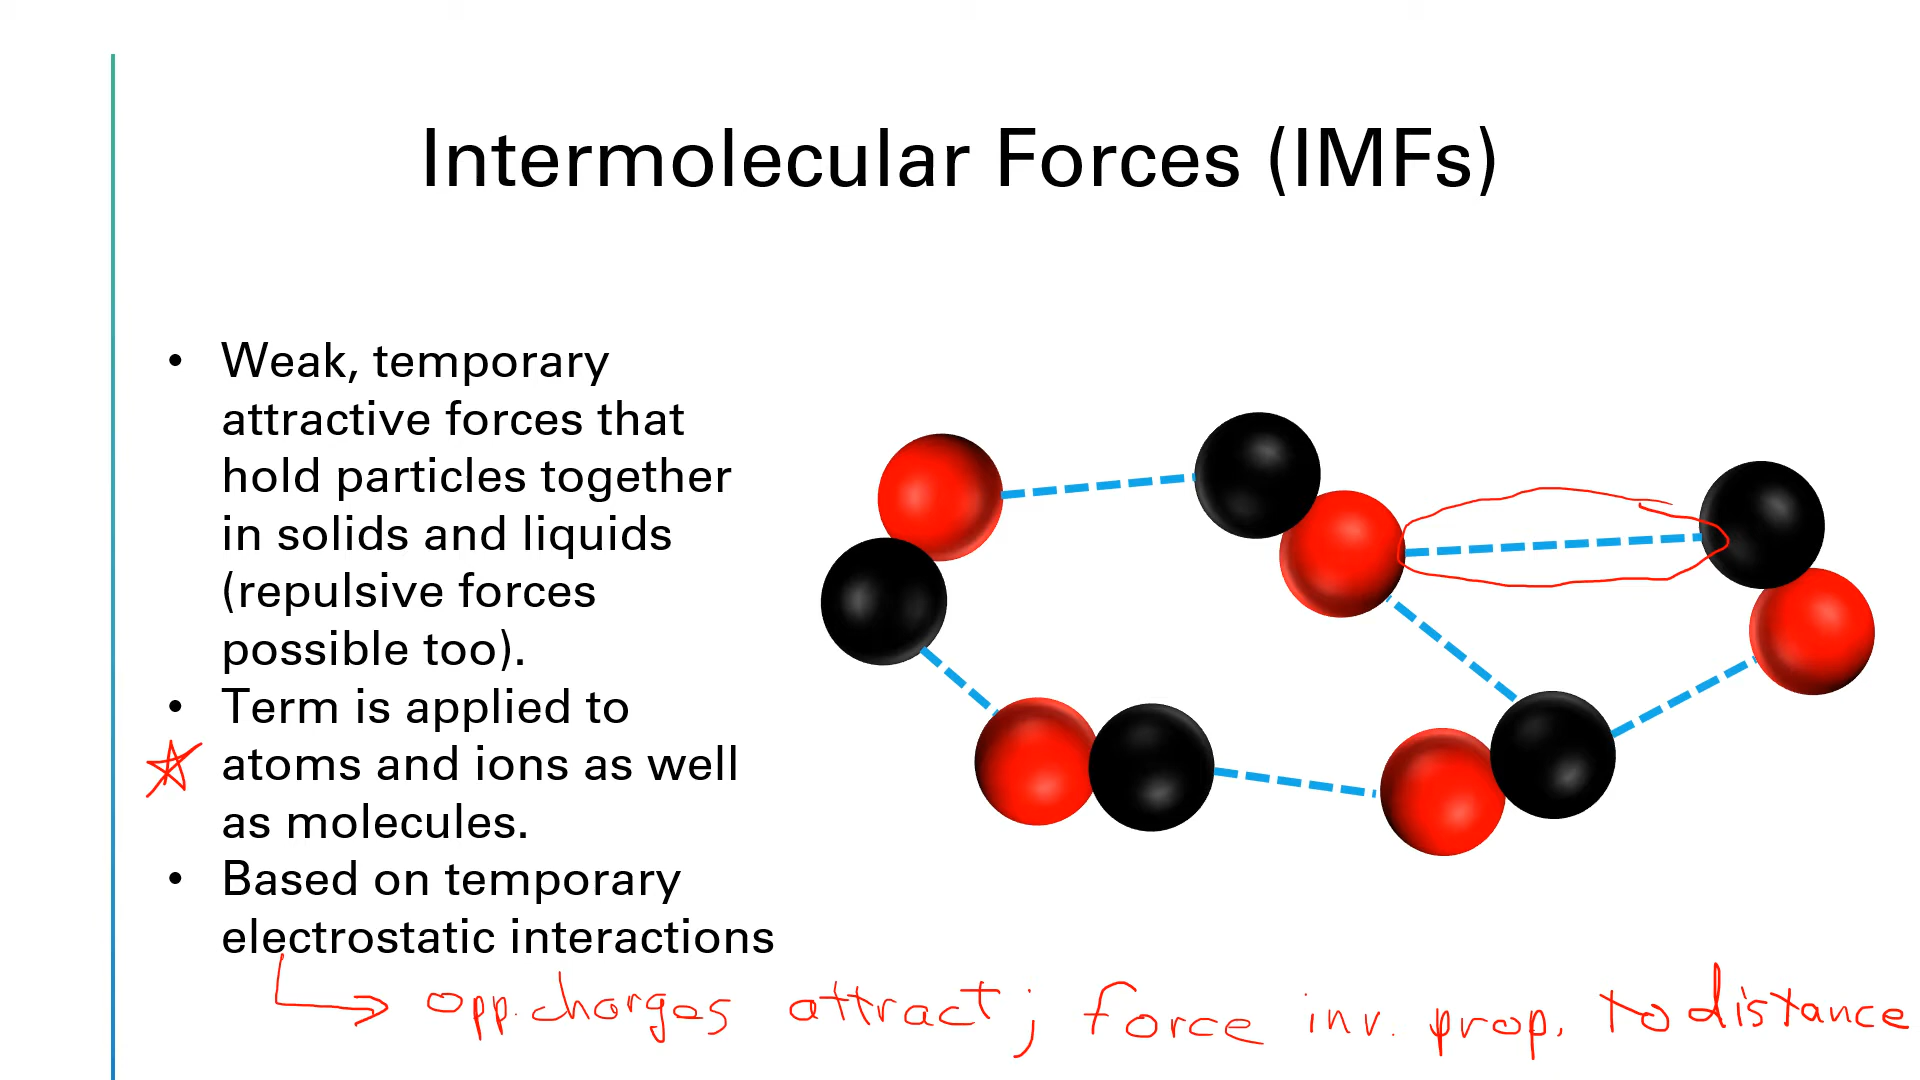 Intermolecular Forces (IMFs)
• Weak, temporary
attractive forces that
hold particles together
in solids and liquids
(repulsive forces
possible too).
• Term is applied to
atoms and ions as well
as molecules.
• Based on temporary
electrostatic interactions
opp. charges attract; force inv. prop. to distance